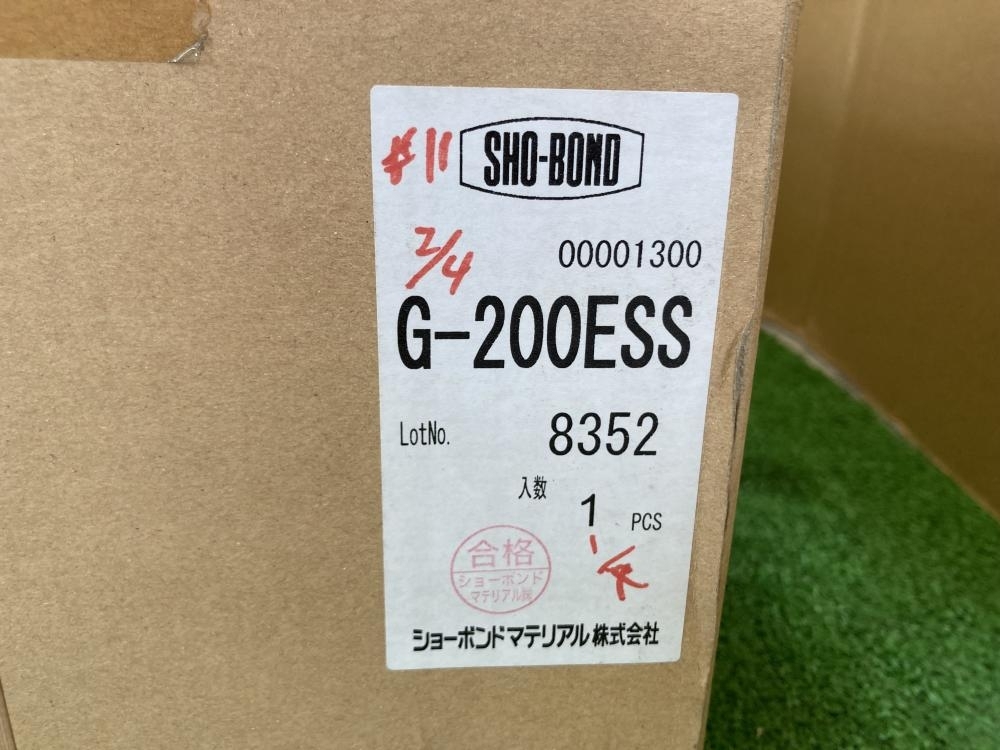 #11 SHO-BOND
2/4 00001300
G-200ESS
LotNo. 8352
入数 1 PCS
合格
ショーボンド
マテリアル㈱
ショーボンドマテリアル株式会社